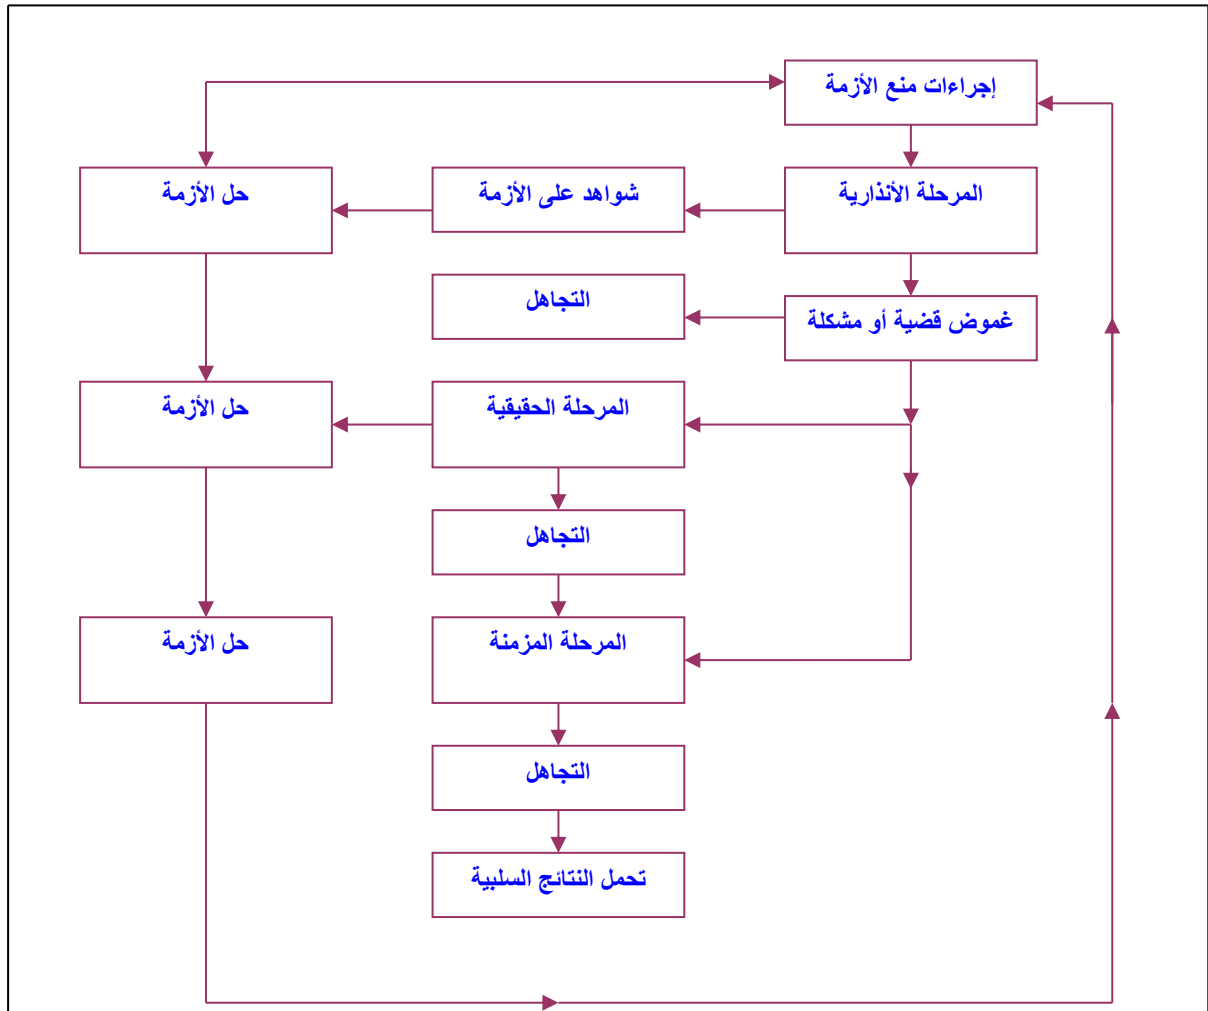 إجراءات منع الأزمة
المرحلة الأنذارية
شواهد على الأزمة
حل الأزمة
التجاهل
غموض قضية أو مشكلة
المرحلة الحقيقية
حل الأزمة
التجاهل
المرحلة المزمنة
حل الأزمة
التجاهل
تحمل النتائج السلبية